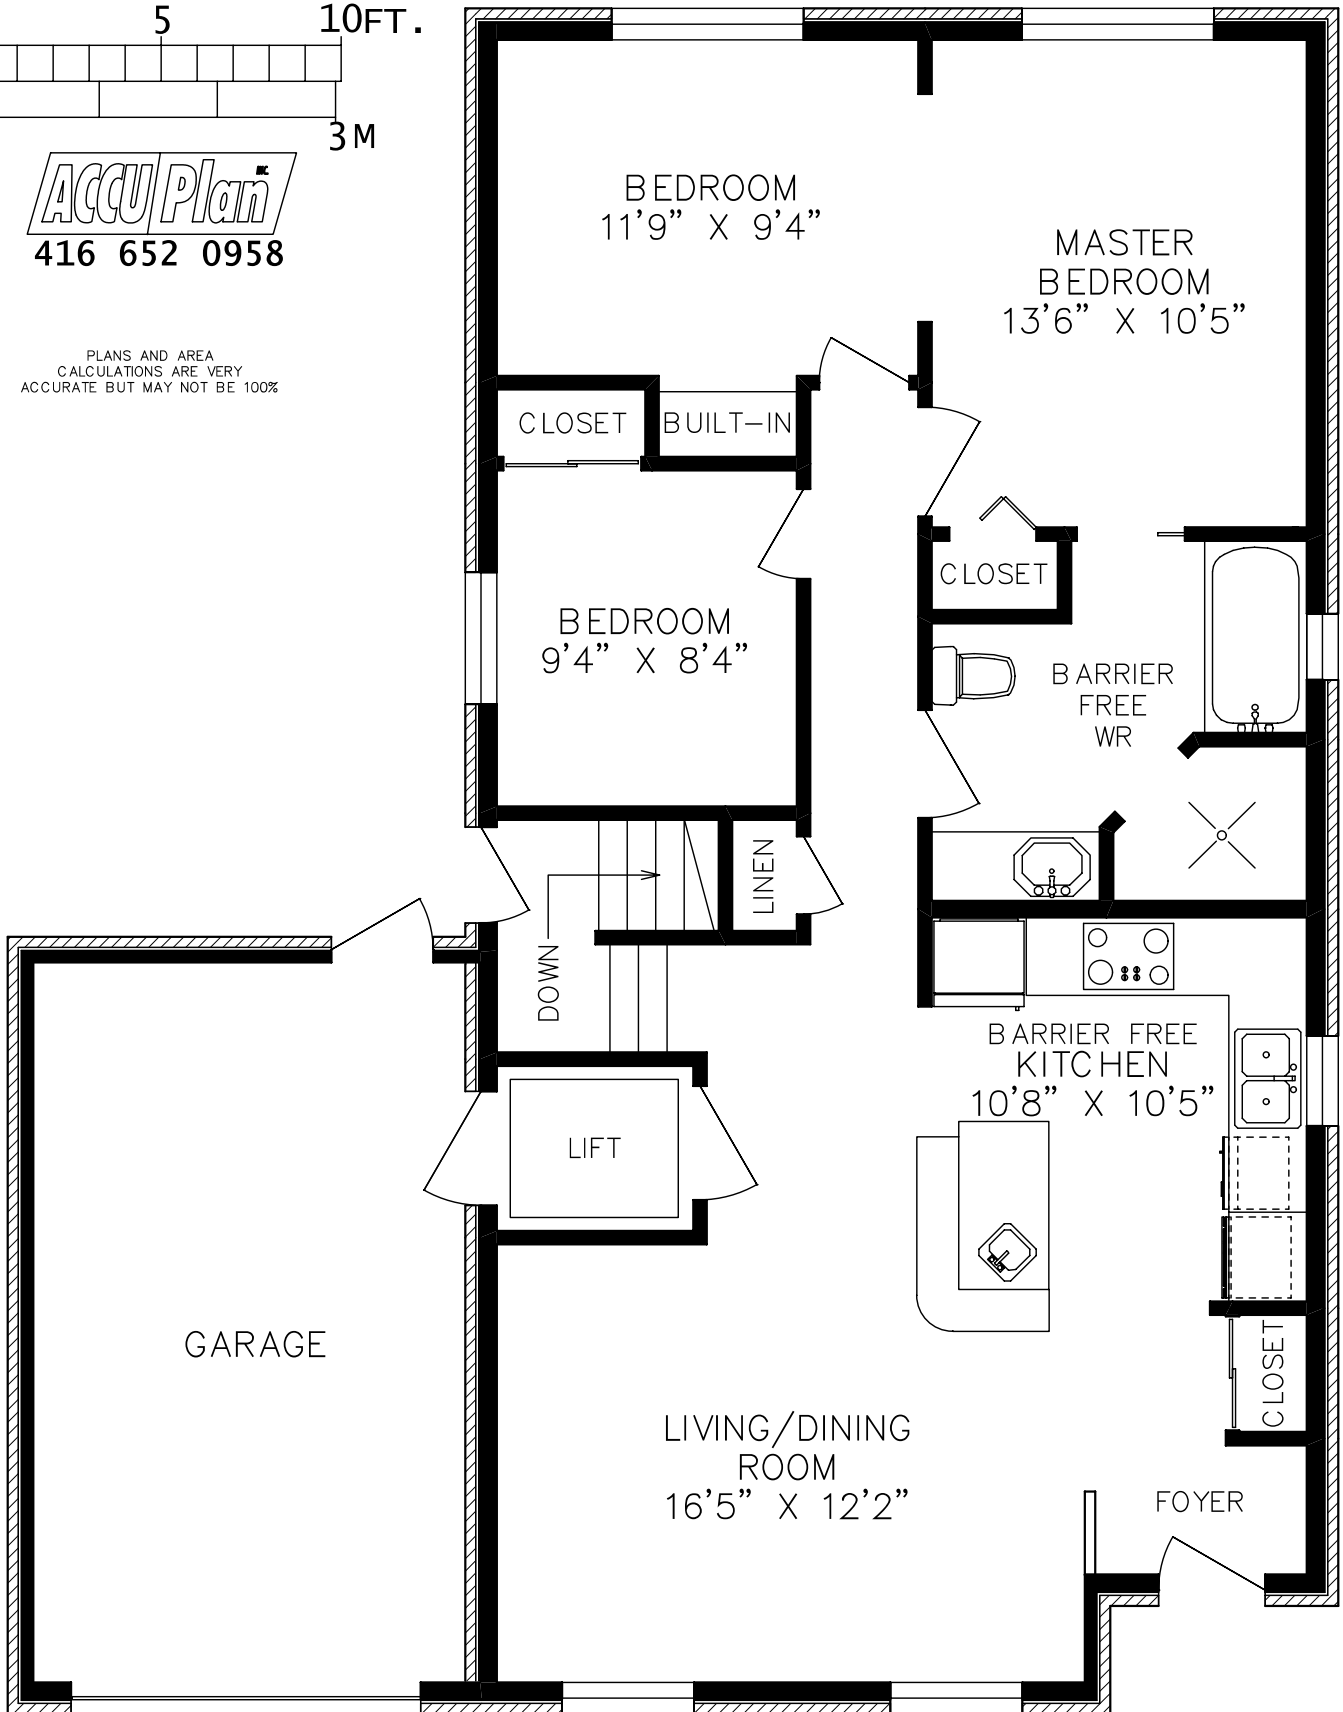 5 10FT.
3M
ACCU Plan INC.
416 652 0958
PLANS AND AREA
CALCULATIONS ARE VERY
ACCURATE BUT MAY NOT BE 100%
BEDROOM
11'9" X 9'4"
MASTER
BEDROOM
13'6" X 10'5"
CLOSET
BUILT-IN
CLOSET
BEDROOM
9'4" X 8'4"
BARRIER
FREE
WR
LINEN
DOWN
BARRIER FREE
KITCHEN
10'8" X 10'5"
LIFT
GARAGE
CLOSET
LIVING/DINING
ROOM
16'5" X 12'2"
FOYER